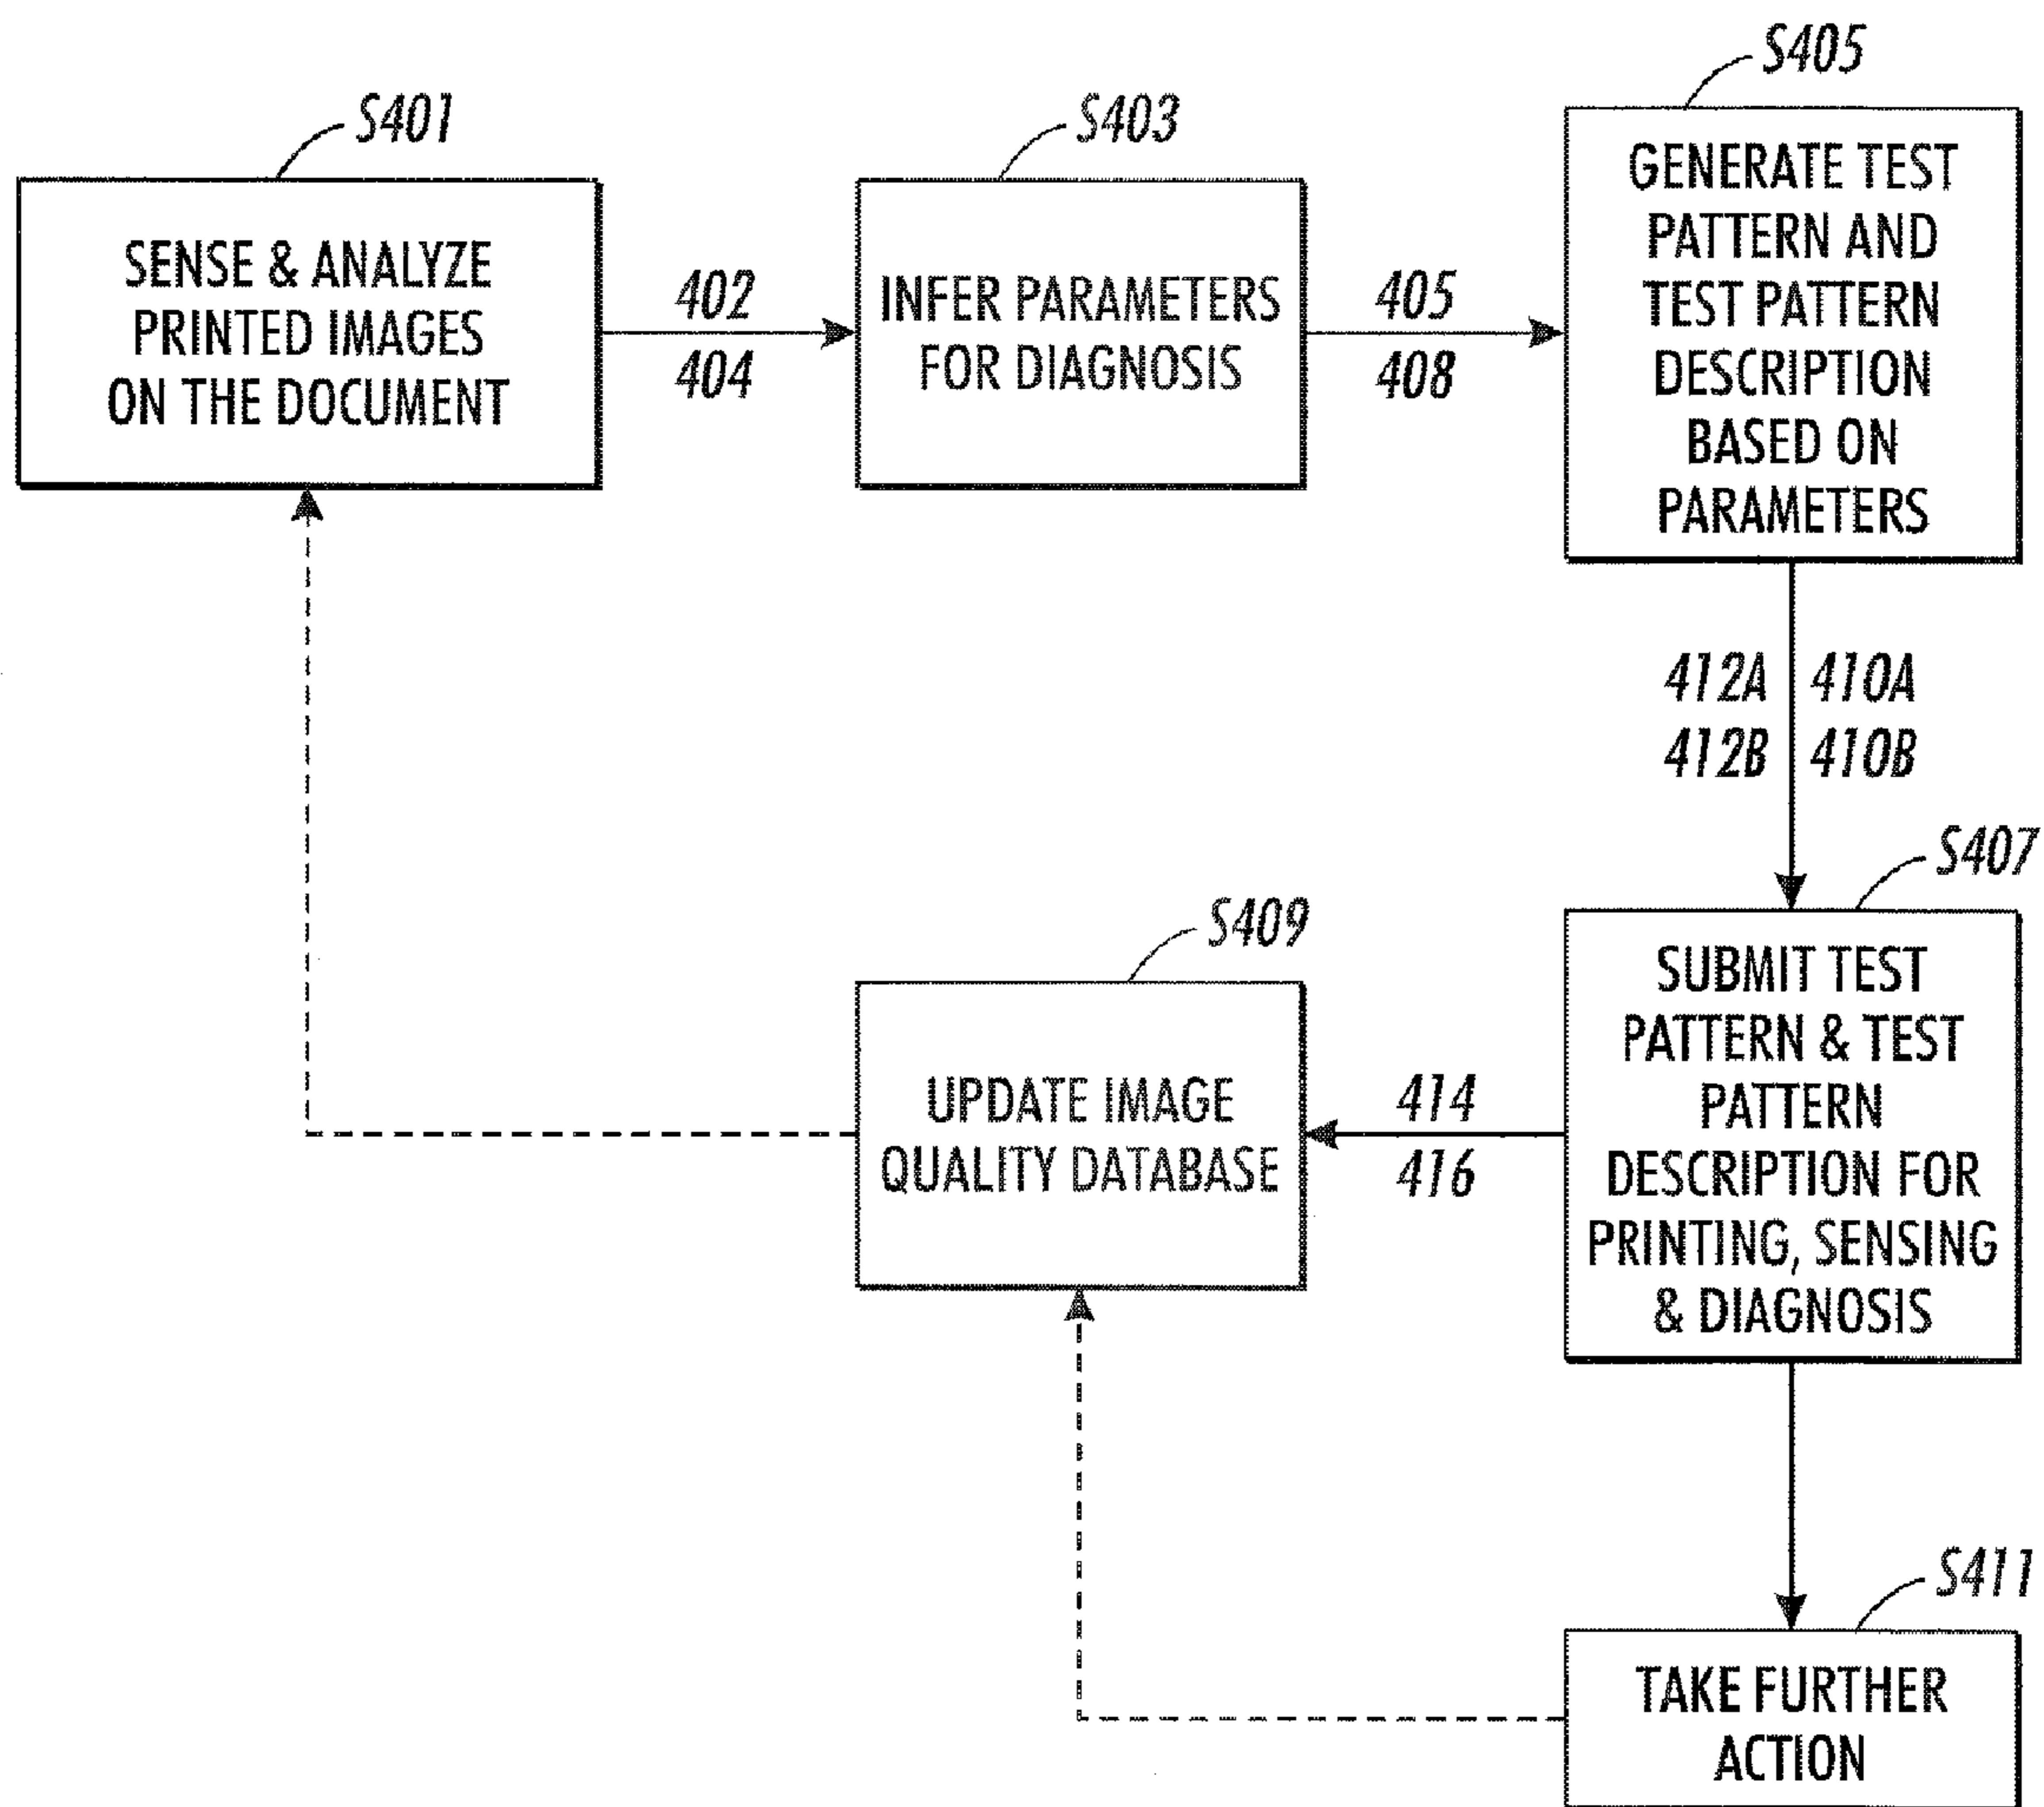 S401
SENSE & ANALYZE
PRINTED IMAGES
ON THE DOCUMENT
402
404
S403
INFER PARAMETERS
FOR DIAGNOSIS
405
408
S405
GENERATE TEST
PATTERN AND
TEST PATTERN
DESCRIPTION
BASED ON
PARAMETERS
412A 410A
412B 410B
S407
SUBMIT TEST
PATTERN & TEST
PATTERN
DESCRIPTION FOR
PRINTING, SENSING
& DIAGNOSIS
414
416
S409
UPDATE IMAGE
QUALITY DATABASE
S411
TAKE FURTHER
ACTION